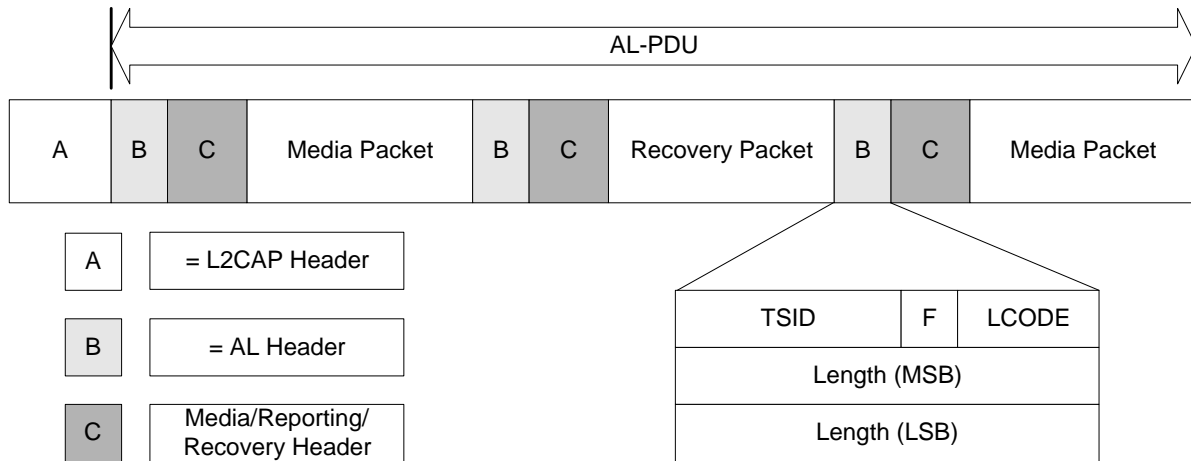 AL-PDU
A B C Media Packet B C Recovery Packet B C Media Packet
A = L2CAP Header
B = AL Header
C Media/Reporting/
Recovery Header
TSID F LCODE
Length (MSB)
Length (LSB)